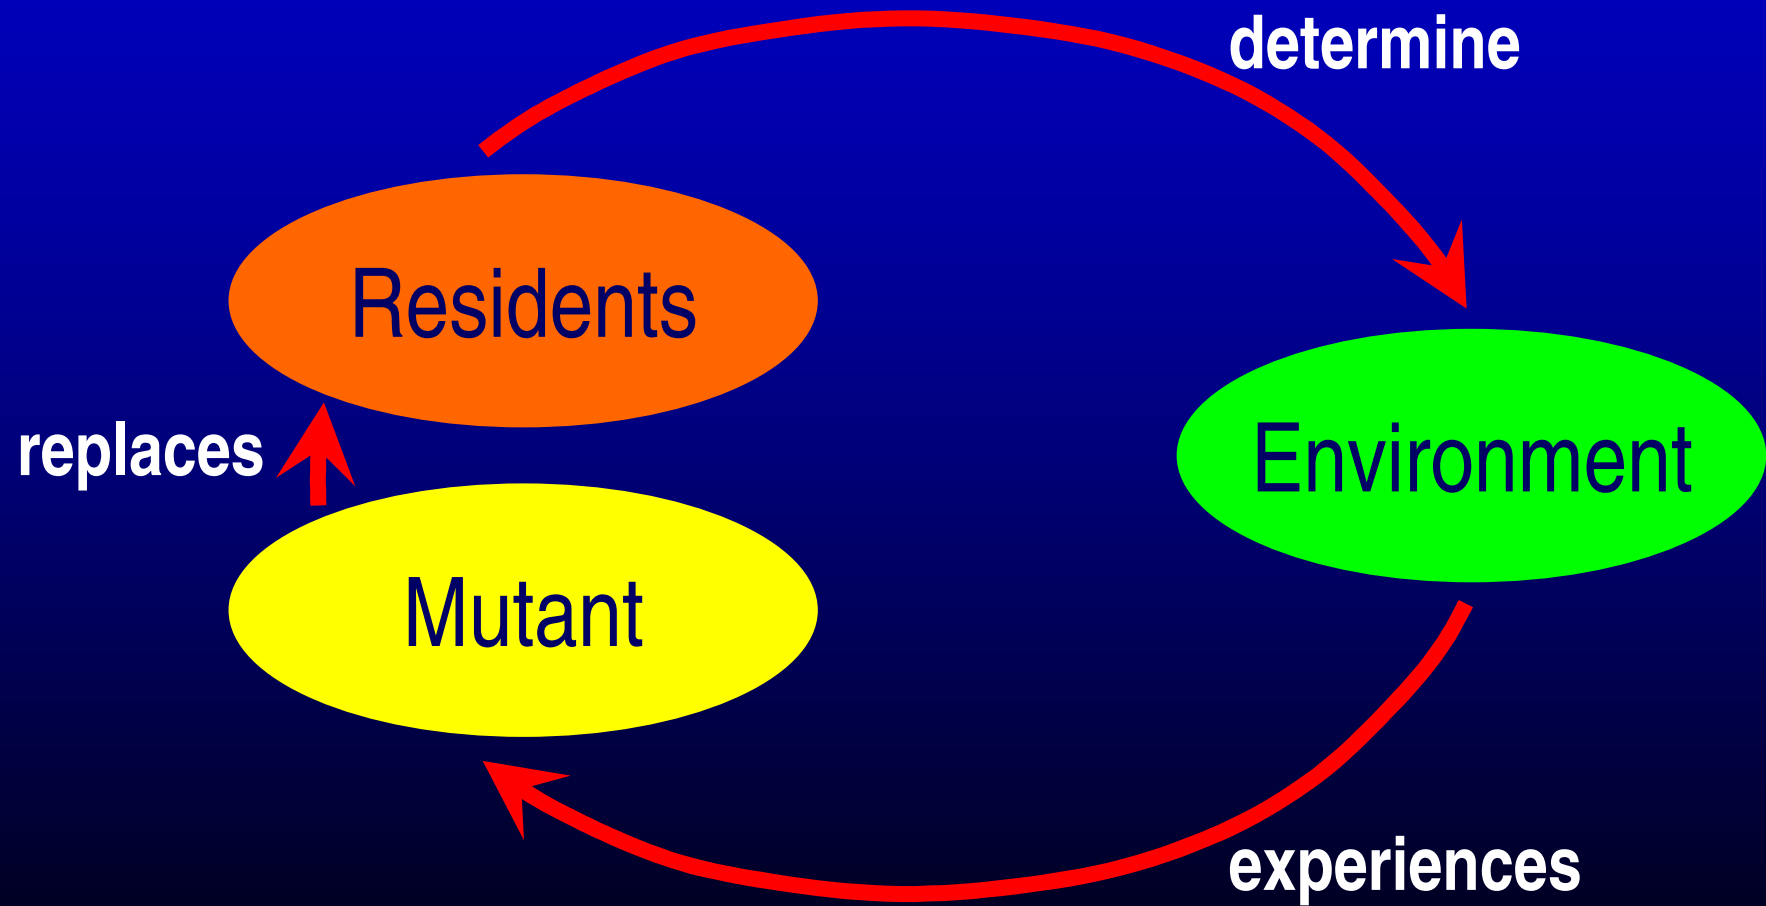 determine
Residents
replaces
Environment
Mutant
experiences